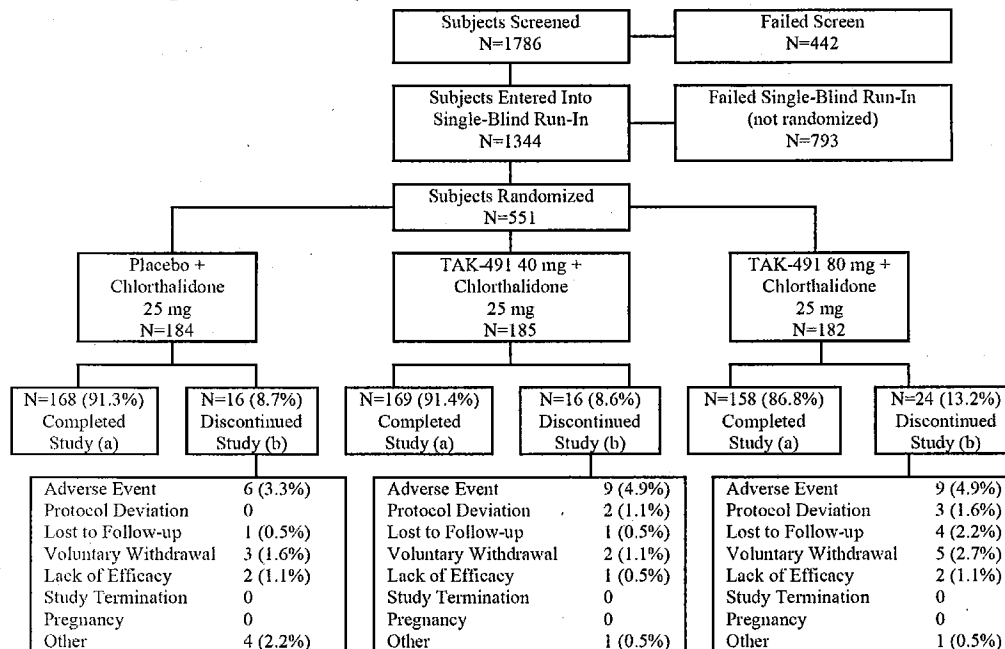 Subjects Screened
N=1786
Failed Screen
N=442
Subjects Entered Into
Single-Blind Run-In
N=1344
Failed Single-Blind Run-In
(not randomized)
N=793
Subjects Randomized
N=551
Placebo +
Chlorthalidone
25 mg
N=184
TAK-491 40 mg +
Chlorthalidone
25 mg
N=185
TAK-491 80 mg +
Chlorthalidone
25 mg
N=182
N=168 (91.3%)
Completed
Study (a)
N=16 (8.7%)
Discontinued
Study (b)
N=169 (91.4%)
Completed
Study (a)
N=16 (8.6%)
Discontinued
Study (b)
N=158 (86.8%)
Completed
Study (a)
N=24 (13.2%)
Discontinued
Study (b)
Adverse Event 6 (3.3%)
Protocol Deviation 0
Lost to Follow-up 1 (0.5%)
Voluntary Withdrawal 3 (1.6%)
Lack of Efficacy 2 (1.1%)
Study Termination 0
Pregnancy 0
Other 4 (2.2%)
Adverse Event 9 (4.9%)
Protocol Deviation 2 (1.1%)
Lost to Follow-up 1 (0.5%)
Voluntary Withdrawal 2 (1.1%)
Lack of Efficacy 1 (0.5%)
Study Termination 0
Pregnancy 0
Other 1 (0.5%)
Adverse Event 9 (4.9%)
Protocol Deviation 3 (1.6%)
Lost to Follow-up 4 (2.2%)
Voluntary Withdrawal 5 (2.7%)
Lack of Efficacy 2 (1.1%)
Study Termination 0
Pregnancy 0
Other 1 (0.5%)